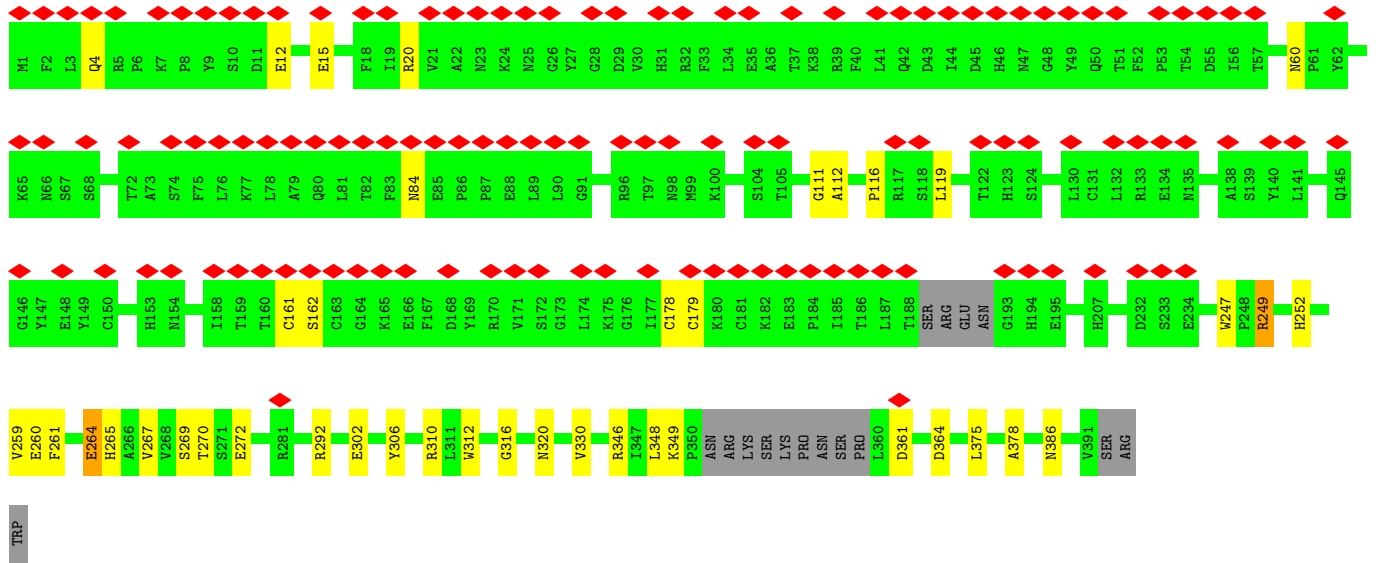 M1 F2 L3 Q4 R5 P6 K7 P8 Y9 S10 D11 E12 E15 F18 I19 R20 V21 A22 N23 K24 N25 G26 Y27 G28 D29 V30 H31 R32 F33 L34 E35 A36 T37 K38 R39 F40 L41 Q42 D43 I44 D45 H46 N47 G48 Y49 Q50 T51 F52 P53 T54 D55 I56 T57 N60 P61 Y62
K65 N66 S67 S68 T72 A73 S74 F75 L76 K77 L78 A79 Q80 L81 T82 F83 N84 E85 P86 P87 E88 L89 L90 G91 R96 T97 N98 M99 K100 S104 T105 G111 A112 P116 R117 S118 L119 T122 H123 S124 L130 C131 L132 R133 E134 N135 A138 S139 Y140 L141 Q145
G146 Y147 E148 Y149 C150 H153 N154 I158 T159 T160 C161 S162 C163 G164 K165 E166 F167 D168 Y169 R170 V171 S172 G173 L174 K175 G176 I177 C178 C179 K180 C181 K182 E183 P184 I185 T186 L187 T188 SER ARG GLU ASN G193 H194 E195 H207 D232 S233 E234 W247 P248 R249 H252
V259 E260 F261 E264 H265 A266 V267 V268 S269 T270 S271 E272 R281 R292 E302 Y306 R310 L311 W312 G316 N320 V330 R346 I347 L348 K349 P350 ASN ARG LYS SER LYS PRO ASN SER PRO L360 D361 D364 L375 A378 N386 V391 SER ARG
TRP